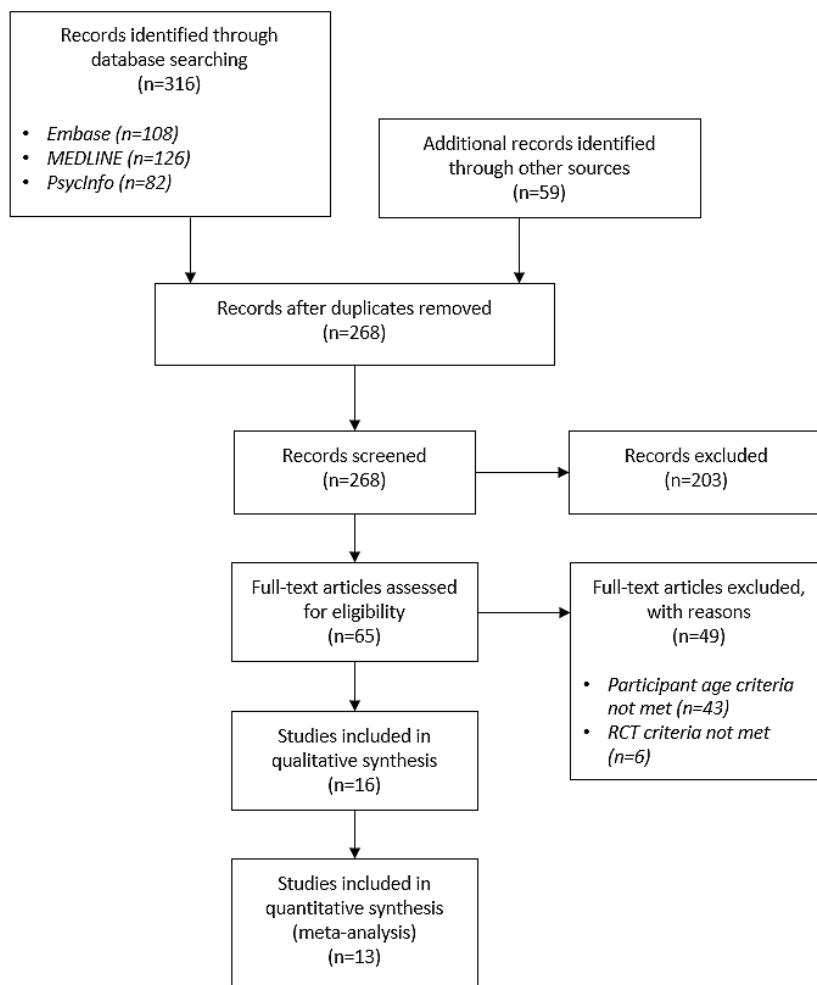 Records identified through
database searching
(n=316)
• Embase (n=108)
• MEDLINE (n=126)
• PsycInfo (n=82)
Additional records identified
through other sources
(n=59)
Records after duplicates removed
(n=268)
Records screened
(n=268)
Records excluded
(n=203)
Full-text articles assessed
for eligibility
(n=65)
Full-text articles excluded,
with reasons
(n=49)
• Participant age criteria
not met (n=43)
• RCT criteria not met
(n=6)
Studies included in
qualitative synthesis
(n=16)
Studies included in
quantitative synthesis
(meta-analysis)
(n=13)